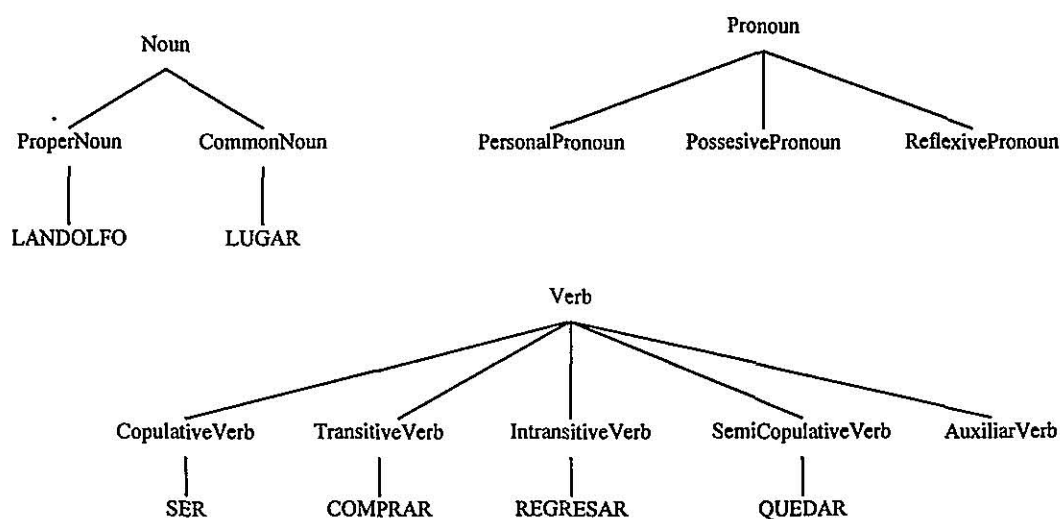 Noun
Pronoun
ProperNoun CommonNoun
PersonalPronoun PossesivePronoun ReflexivePronoun
LANDOLFO LUGAR
Verb
CopulativeVerb TransitiveVerb IntransitiveVerb SemiCopulativeVerb AuxiliarVerb
SER COMPRAR REGRESAR QUEDAR